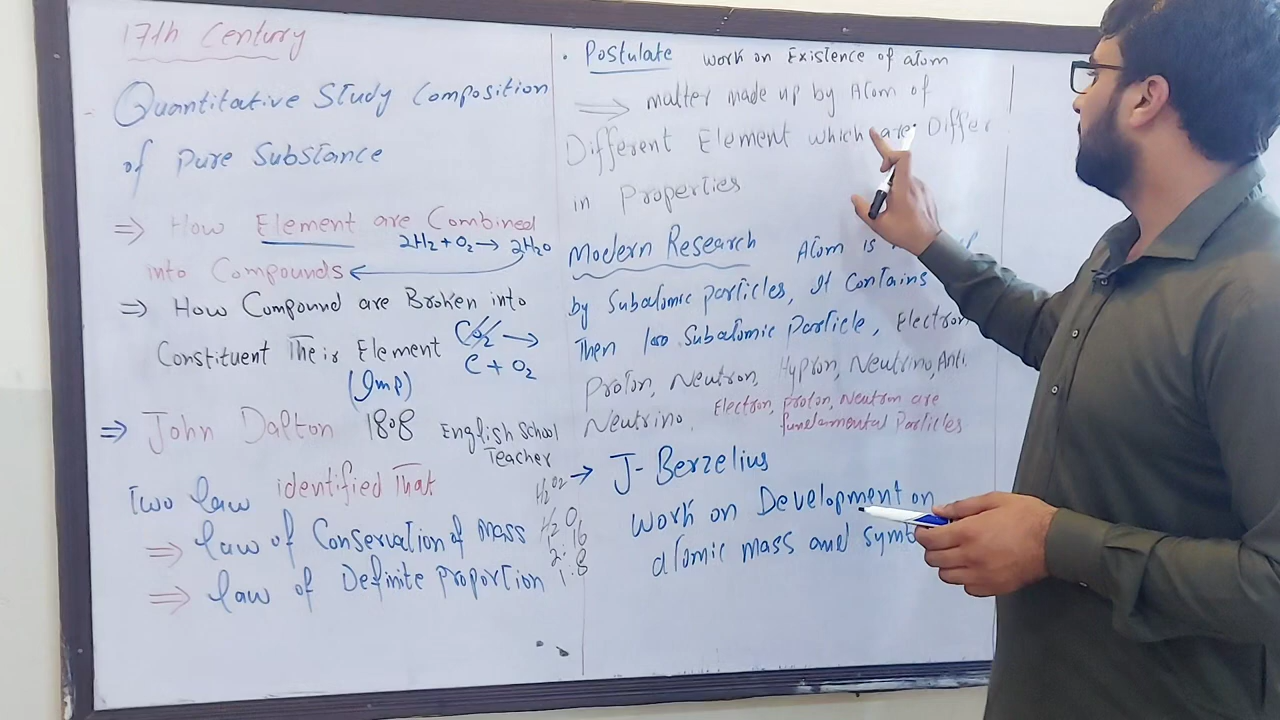 17th Century
Quantitative Study Composition
of Pure Substance
⇒ How Element are Combined
2H2 + O2 → 2H2O
into Compounds
⇒ How Compound are Broken into
Constituent Their Element
CO2 →
C + O2
(Imp)
⇒ John Dalton 1808 English School
Teacher
Two law identified That
⇒ law of Conservation of Mass
⇒ law of Definite proportion
H2O2
H2O
2:16
1:8
. Postulate work on Existence of atom
⇒ matter made up by Atom of
Different Element which are Differ
in Properties
Modern Research Atom is
by Subatomic particles, It Contains
Then 100 Subatomic Particle, Electron,
Proton, Neutron, Hypron, Neutrino, Anti.
Neutrino. Electron, proton, Neutron are
fundamental Particles
→ J-Berzelius
work on Development on
atomic mass and